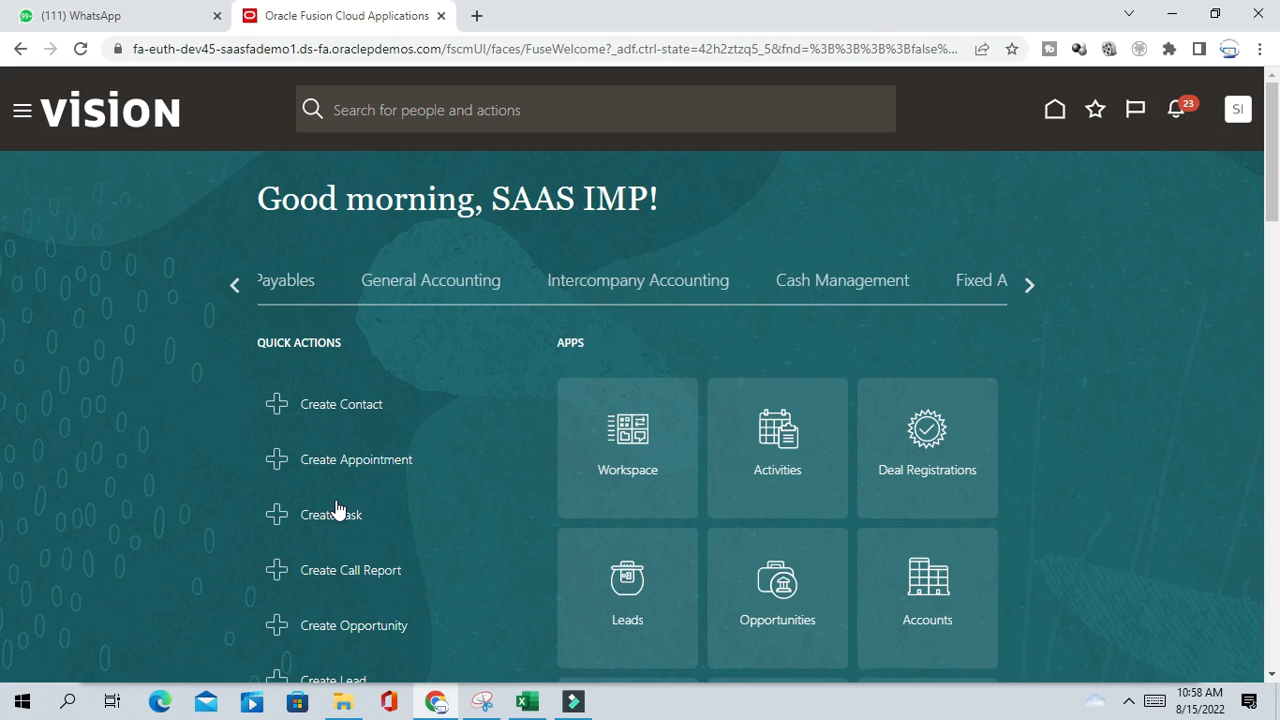 (111) WhatsApp
Oracle Fusion Cloud Applications
fa-euth-dev45-saasfademo1.ds-fa.oraclepdemos.com/fscmUI/faces/FuseWelcome?_adf.ctrl-state=42h2ztzq5_5&fnd=%3B%3B%3B%3Bfalse%...
VISION
Search for people and actions
23
SI
Good morning, SAAS IMP!
Payables General Accounting Intercompany Accounting Cash Management Fixed A
QUICK ACTIONS
APPS
Create Contact
Create Appointment
Create Task
Create Call Report
Create Opportunity
Create Lead
Workspace
Activities
Deal Registrations
Leads
Opportunities
Accounts
10:58 AM
8/15/2022